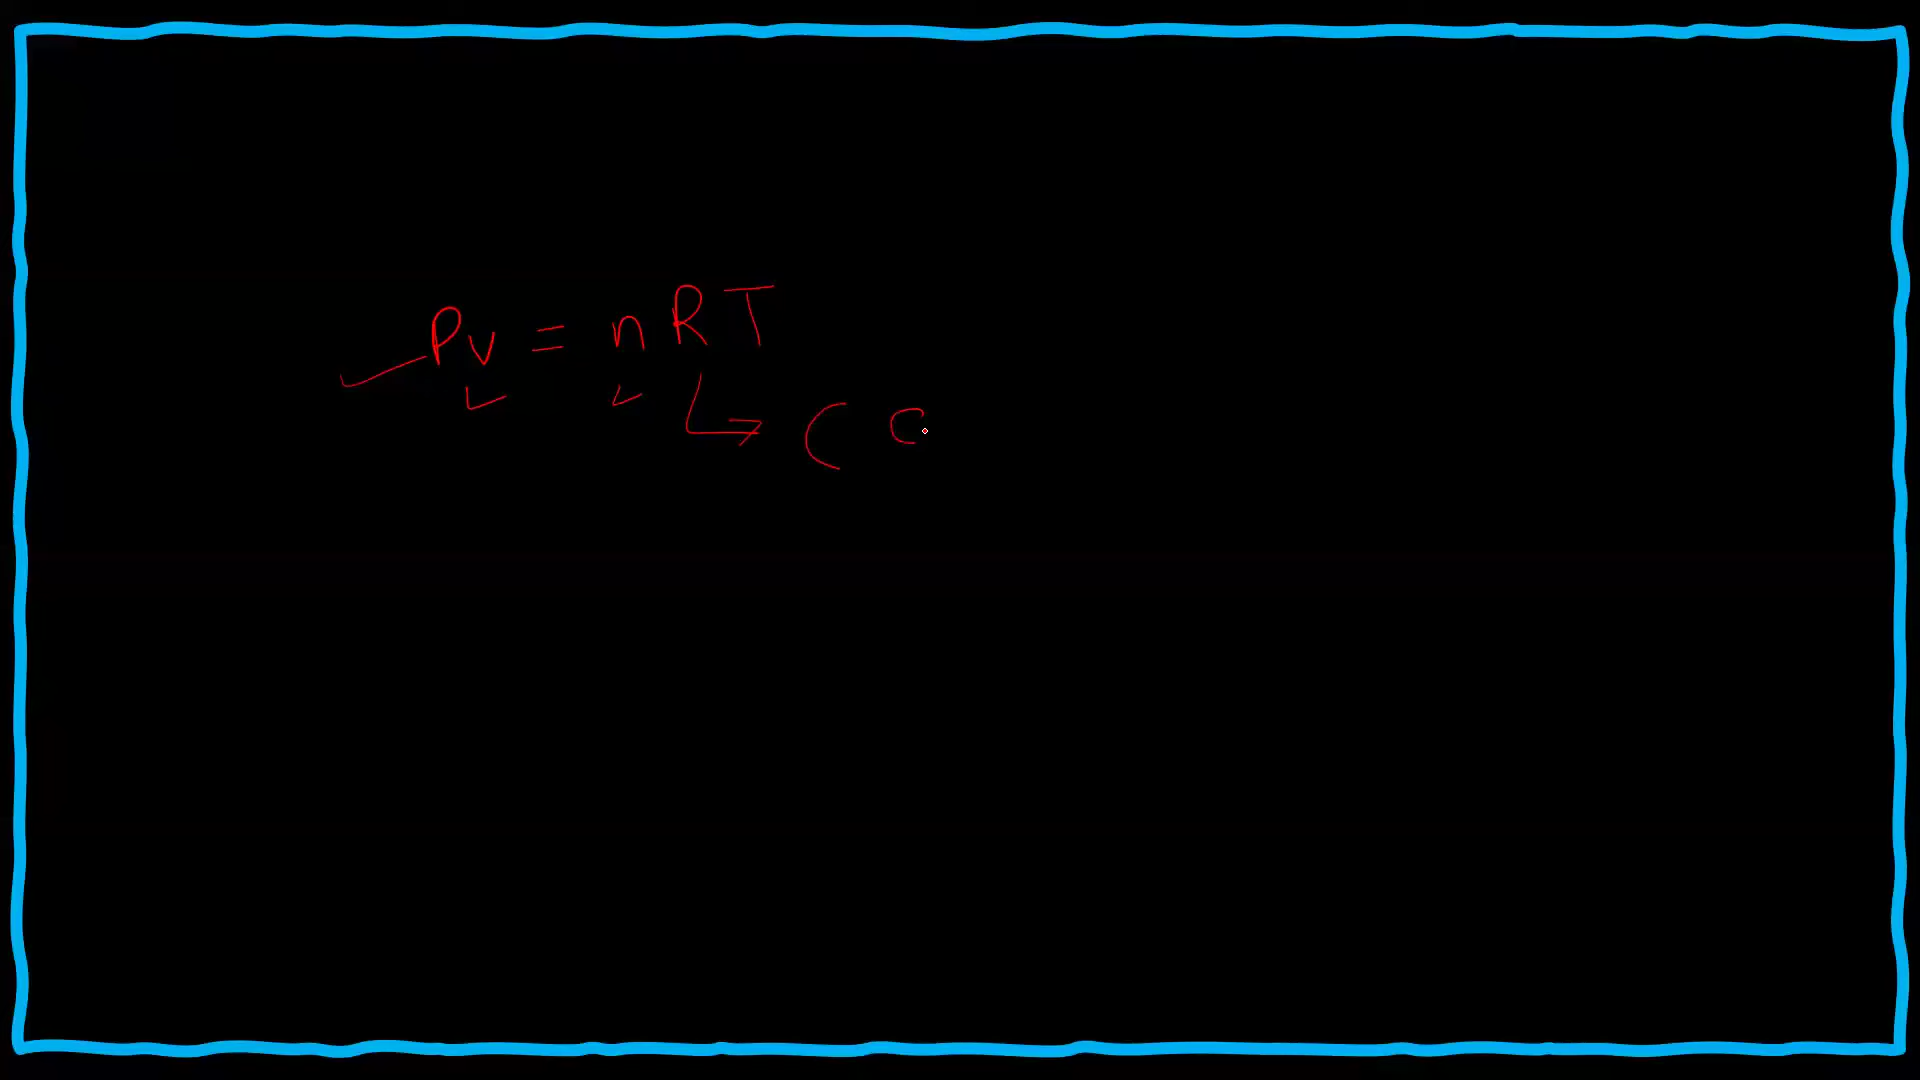 Pv = nRT
(